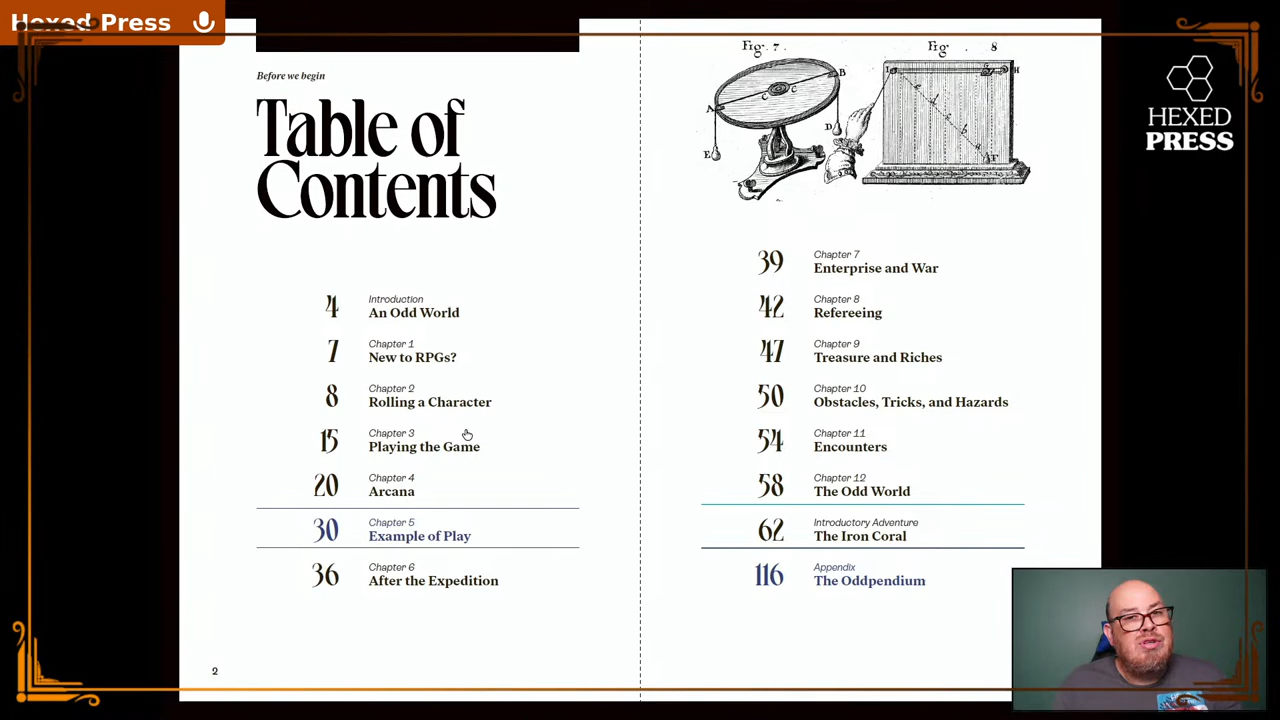 Hexed Press
Before we begin
Table of
Contents
4 Introduction
An Odd World
7 Chapter 1
New to RPGs?
8 Chapter 2
Rolling a Character
15 Chapter 3
Playing the Game
20 Chapter 4
Arcana
30 Chapter 5
Example of Play
36 Chapter 6
After the Expedition
2
Fig. 7. Fig. 8
A B C C D E
I G H F
39 Chapter 7
Enterprise and War
42 Chapter 8
Refereeing
47 Chapter 9
Treasure and Riches
50 Chapter 10
Obstacles, Tricks, and Hazards
54 Chapter 11
Encounters
58 Chapter 12
The Odd World
62 Introductory Adventure
The Iron Coral
116 Appendix
The Oddpendium
HEXED
PRESS